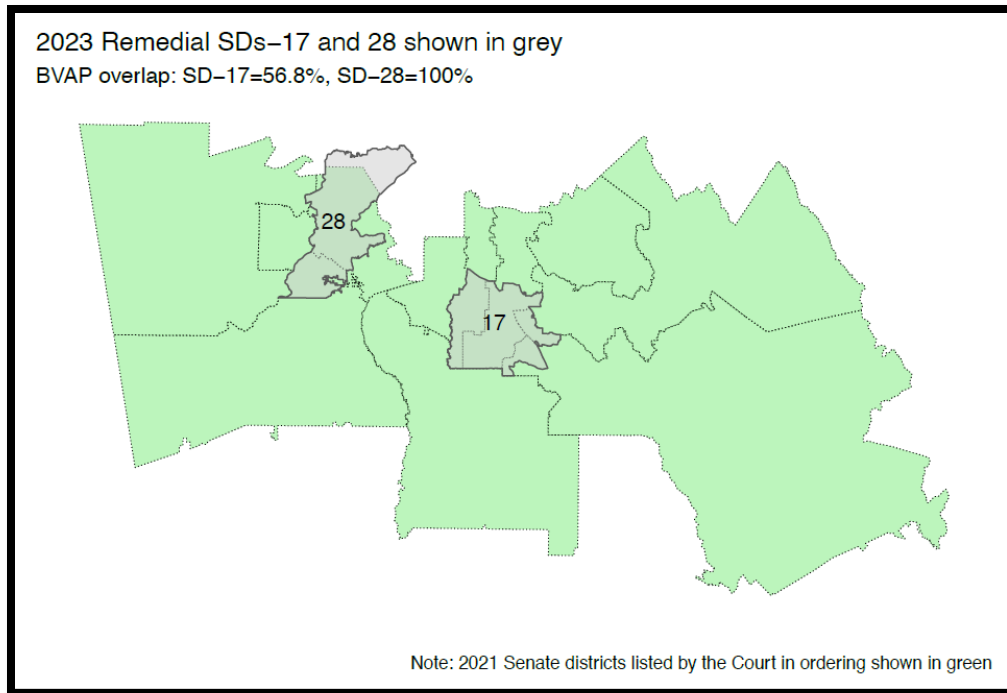 2023 Remedial SDs−17 and 28 shown in grey
BVAP overlap: SD−17=56.8%, SD−28=100%
28
17
Note: 2021 Senate districts listed by the Court in ordering shown in green